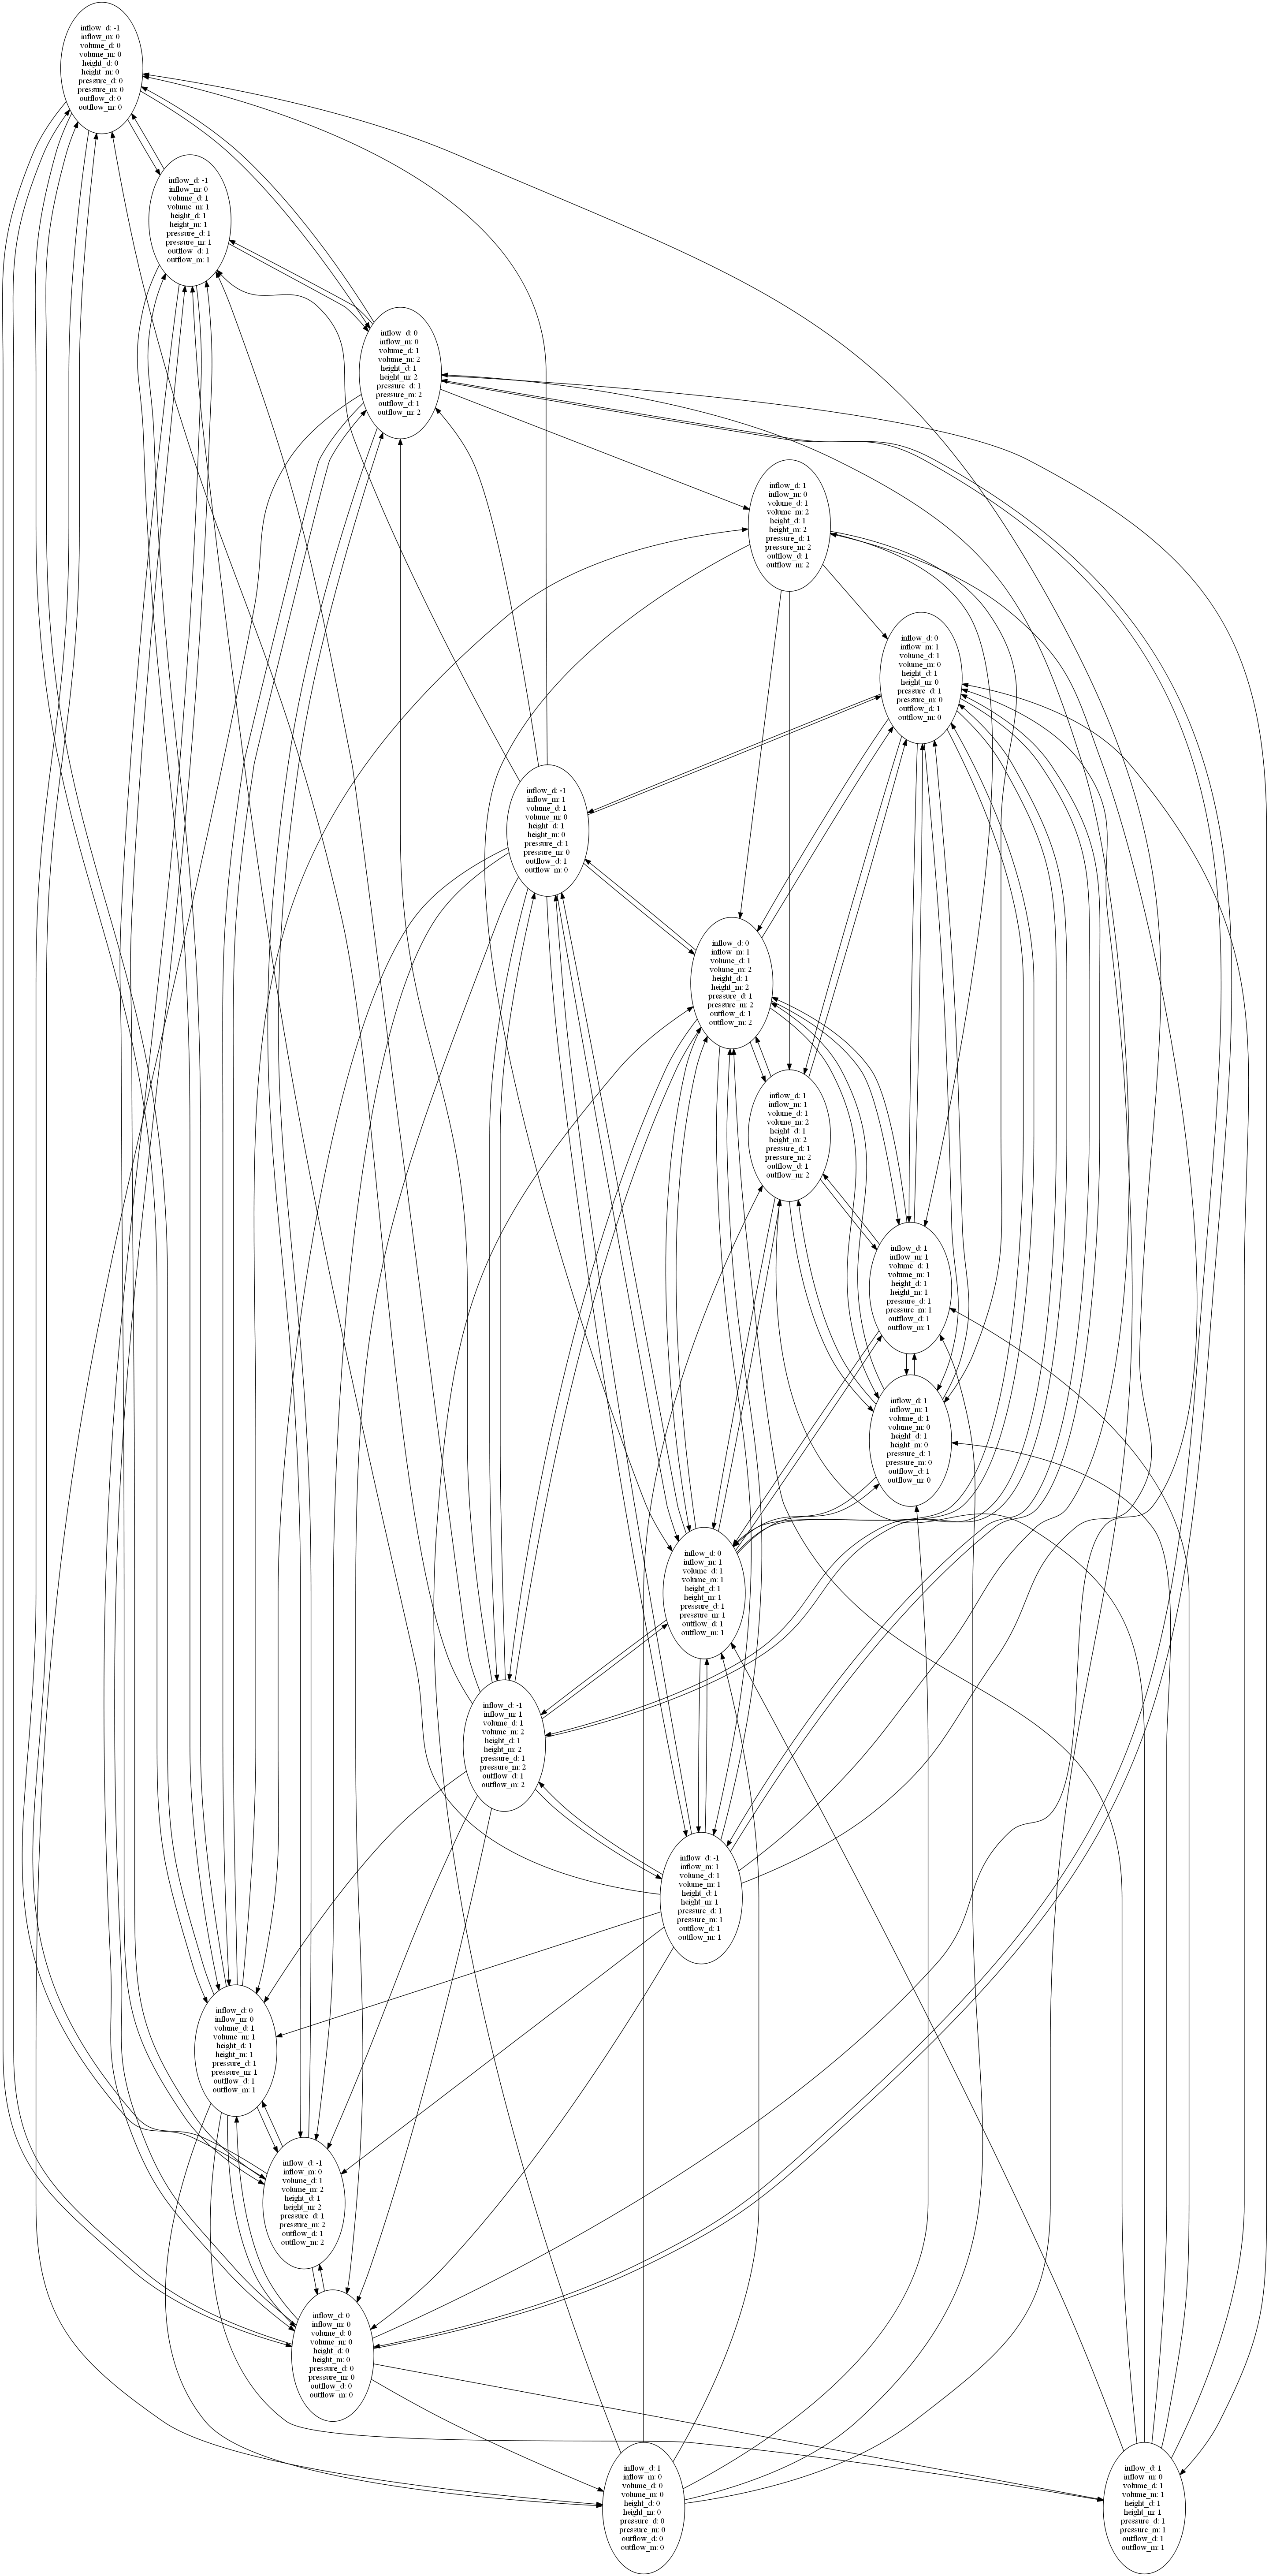 inflow_d: -1
inflow_m: 0
volume_d: 0
volume_m: 0
height_d: 0
height_m: 0
pressure_d: 0
pressure_m: 0
outflow_d: 0
outflow_m: 0
inflow_d: -1
inflow_m: 0
volume_d: 1
volume_m: 1
height_d: 1
height_m: 1
pressure_d: 1
pressure_m: 1
outflow_d: 1
outflow_m: 1
inflow_d: 0
inflow_m: 0
volume_d: 1
volume_m: 2
height_d: 1
height_m: 2
pressure_d: 1
pressure_m: 2
outflow_d: 1
outflow_m: 2
inflow_d: 1
inflow_m: 0
volume_d: 1
volume_m: 2
height_d: 1
height_m: 2
pressure_d: 1
pressure_m: 2
outflow_d: 1
outflow_m: 2
inflow_d: 0
inflow_m: 1
volume_d: 1
volume_m: 0
height_d: 1
height_m: 0
pressure_d: 1
pressure_m: 0
outflow_d: 1
outflow_m: 0
inflow_d: -1
inflow_m: 1
volume_d: 1
volume_m: 0
height_d: 1
height_m: 0
pressure_d: 1
pressure_m: 0
outflow_d: 1
outflow_m: 0
inflow_d: 0
inflow_m: 1
volume_d: 1
volume_m: 2
height_d: 1
height_m: 2
pressure_d: 1
pressure_m: 2
outflow_d: 1
outflow_m: 2
inflow_d: 1
inflow_m: 1
volume_d: 1
volume_m: 2
height_d: 1
height_m: 2
pressure_d: 1
pressure_m: 2
outflow_d: 1
outflow_m: 2
inflow_d: 1
inflow_m: 1
volume_d: 1
volume_m: 1
height_d: 1
height_m: 1
pressure_d: 1
pressure_m: 1
outflow_d: 1
outflow_m: 1
inflow_d: 1
inflow_m: 1
volume_d: 1
volume_m: 0
height_d: 1
height_m: 0
pressure_d: 1
pressure_m: 0
outflow_d: 1
outflow_m: 0
inflow_d: 0
inflow_m: 1
volume_d: 1
volume_m: 1
height_d: 1
height_m: 1
pressure_d: 1
pressure_m: 1
outflow_d: 1
outflow_m: 1
inflow_d: -1
inflow_m: 1
volume_d: 1
volume_m: 2
height_d: 1
height_m: 2
pressure_d: 1
pressure_m: 2
outflow_d: 1
outflow_m: 2
inflow_d: -1
inflow_m: 1
volume_d: 1
volume_m: 1
height_d: 1
height_m: 1
pressure_d: 1
pressure_m: 1
outflow_d: 1
outflow_m: 1
inflow_d: 0
inflow_m: 0
volume_d: 1
volume_m: 1
height_d: 1
height_m: 1
pressure_d: 1
pressure_m: 1
outflow_d: 1
outflow_m: 1
inflow_d: -1
inflow_m: 0
volume_d: 1
volume_m: 2
height_d: 1
height_m: 2
pressure_d: 1
pressure_m: 2
outflow_d: 1
outflow_m: 2
inflow_d: 0
inflow_m: 0
volume_d: 0
volume_m: 0
height_d: 0
height_m: 0
pressure_d: 0
pressure_m: 0
outflow_d: 0
outflow_m: 0
inflow_d: 1
inflow_m: 0
volume_d: 0
volume_m: 0
height_d: 0
height_m: 0
pressure_d: 0
pressure_m: 0
outflow_d: 0
outflow_m: 0
inflow_d: 1
inflow_m: 0
volume_d: 1
volume_m: 1
height_d: 1
height_m: 1
pressure_d: 1
pressure_m: 1
outflow_d: 1
outflow_m: 1